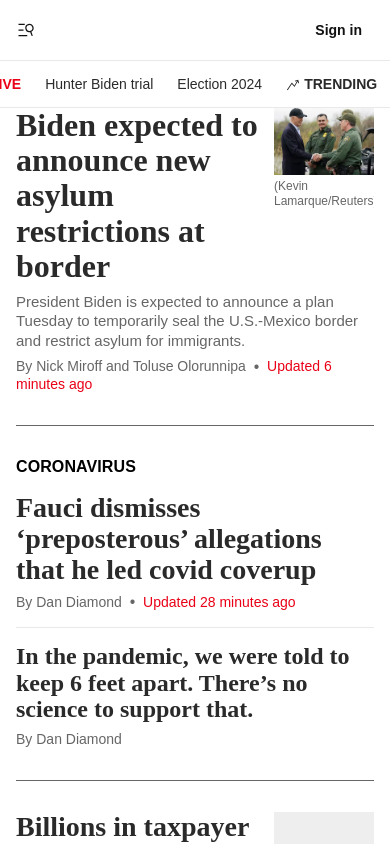 Sign in
IVE Hunter Biden trial Election 2024 TRENDING
Biden expected to
announce new
asylum
restrictions at
border
(Kevin
Lamarque/Reuters
President Biden is expected to announce a plan
Tuesday to temporarily seal the U.S.-Mexico border
and restrict asylum for immigrants.
By Nick Miroff and Toluse Olorunnipa • Updated 6
minutes ago
CORONAVIRUS
Fauci dismisses
‘preposterous’ allegations
that he led covid coverup
By Dan Diamond • Updated 28 minutes ago
In the pandemic, we were told to
keep 6 feet apart. There’s no
science to support that.
By Dan Diamond
Billions in taxpayer